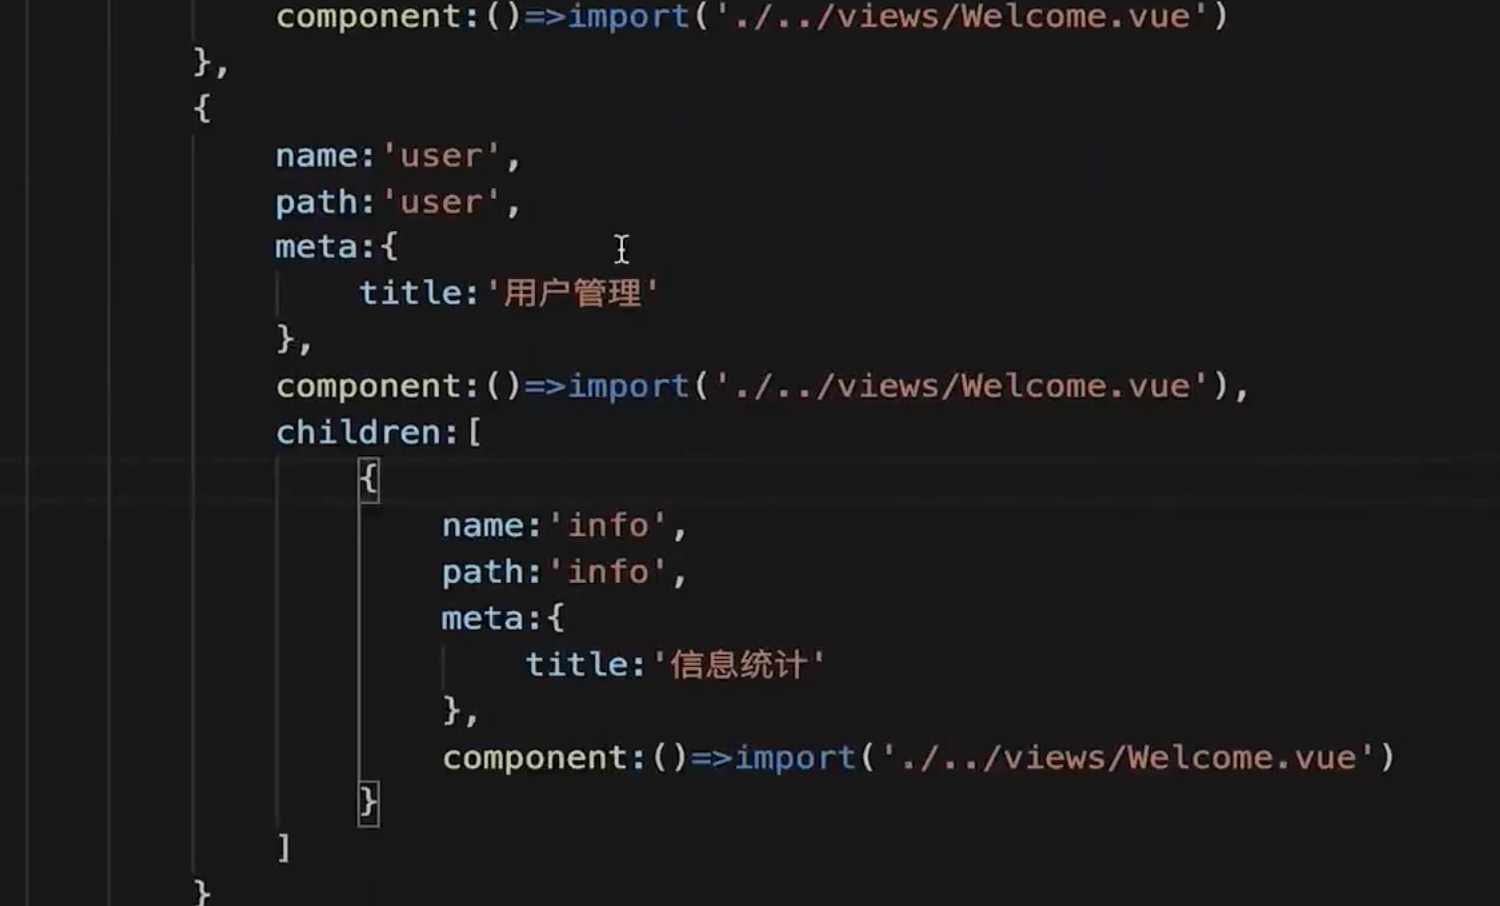 component:()=>import('./../views/Welcome.vue')
},
{
name:'user',
path:'user',
meta:{
title:'用户管理'
},
component:()=>import('./../views/Welcome.vue'),
children:[
{
name:'info',
path:'info',
meta:{
title:'信息统计'
},
component:()=>import('./../views/Welcome.vue')
}
]
}